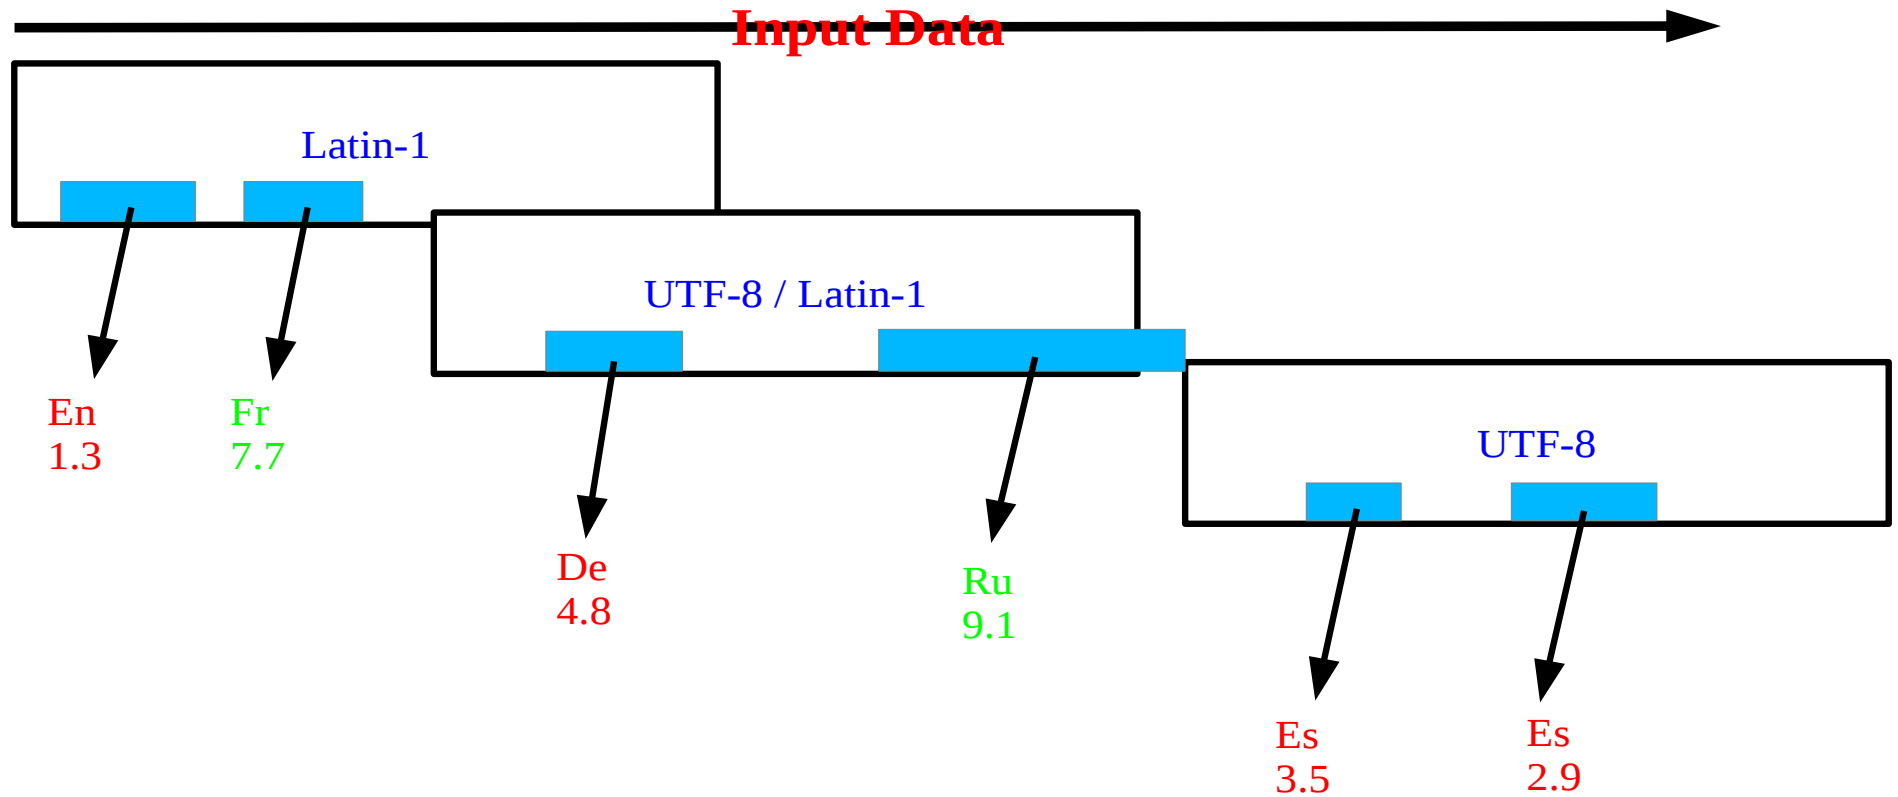 Input Data
Latin-1
UTF-8 / Latin-1
En
1.3
Fr
7.7
UTF-8
De
4.8
Ru
9.1
Es
3.5
Es
2.9